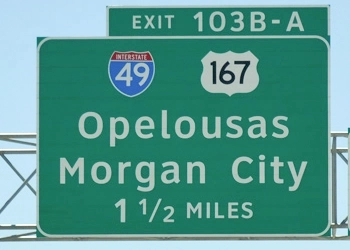 EXIT 103B-A
INTERSTATE
49 167
Opelousas
Morgan City
1 1/2 MILES